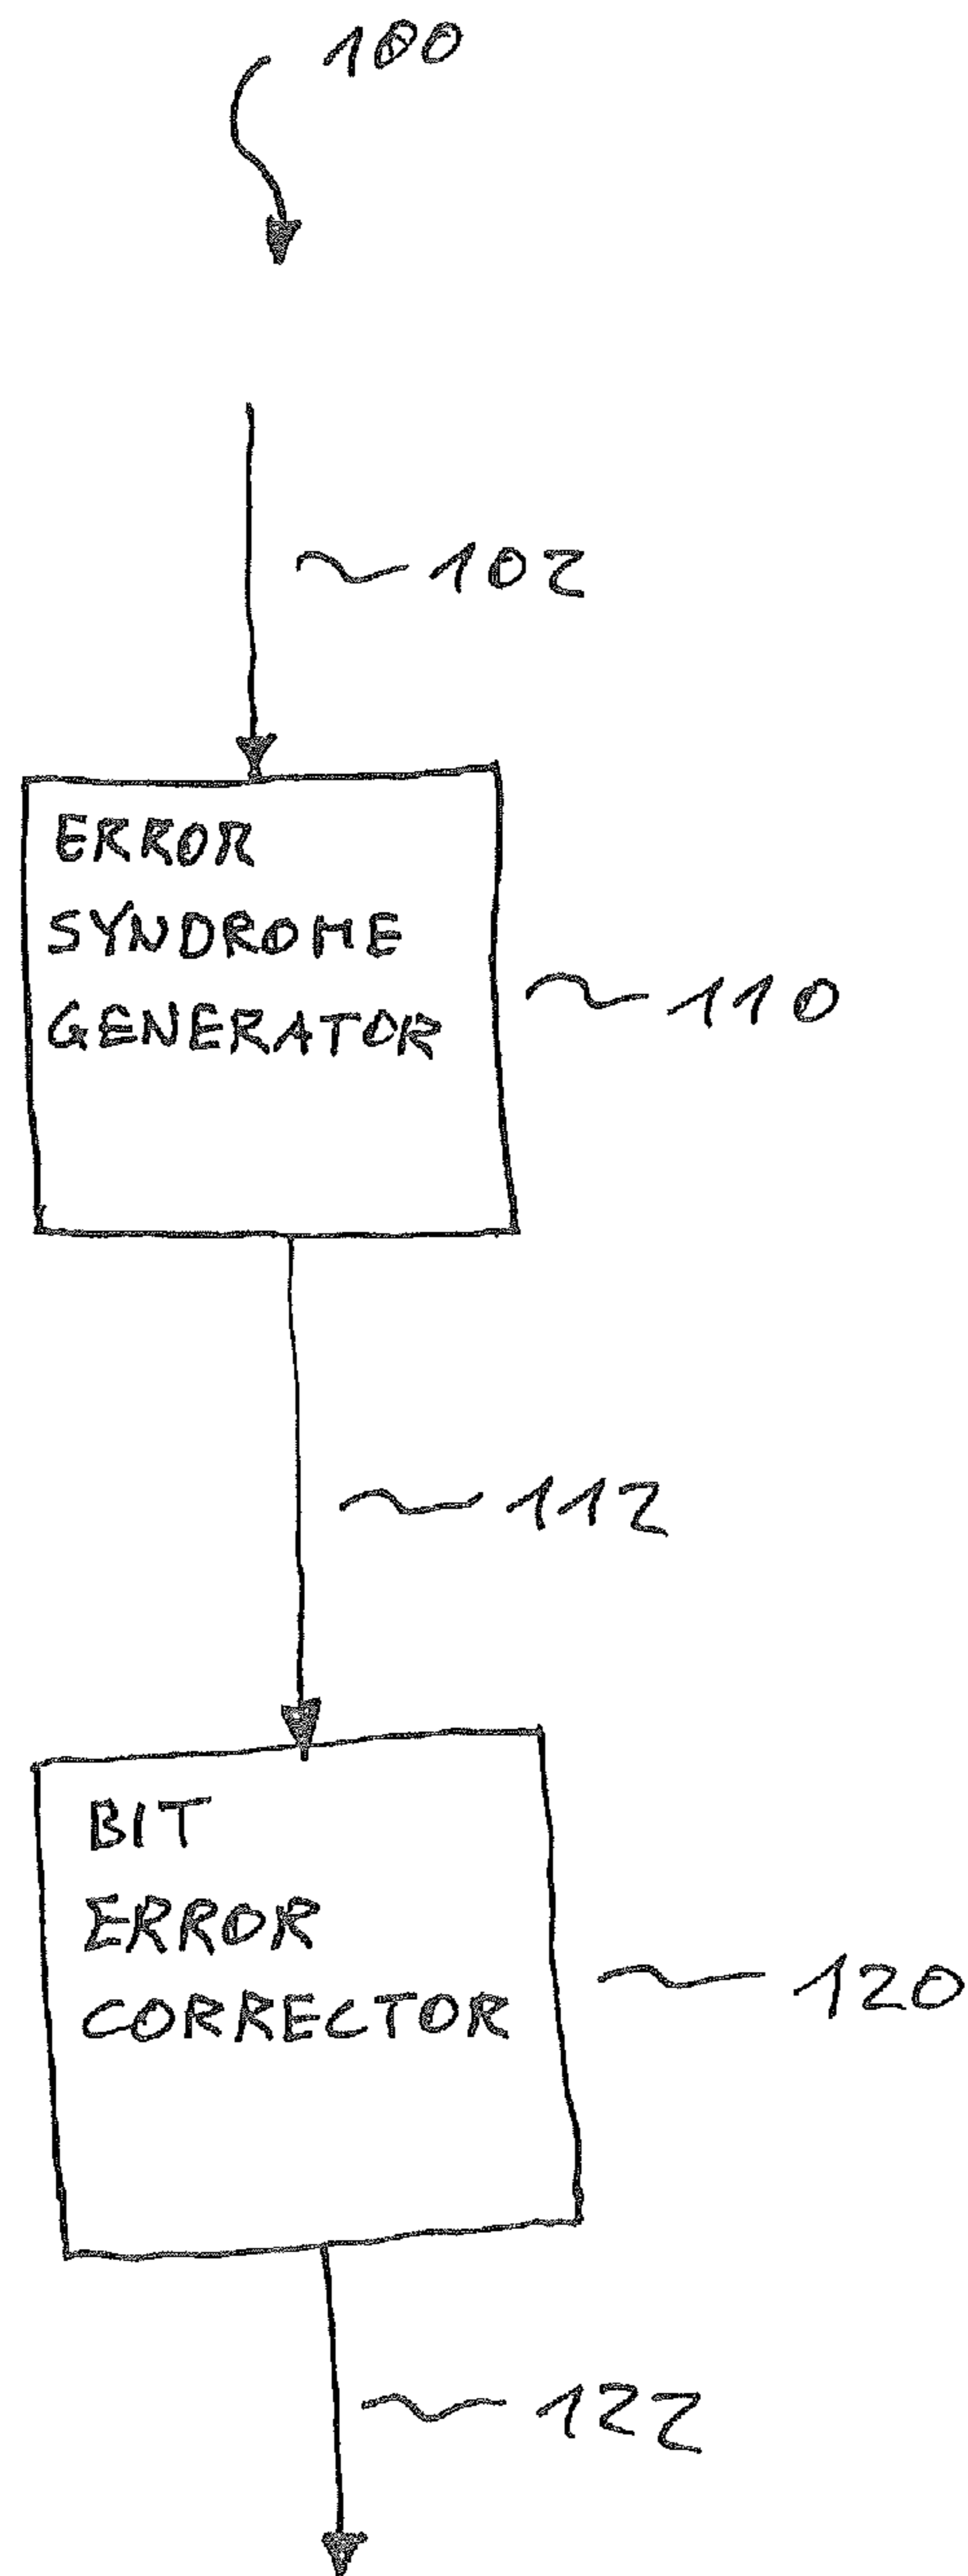 100
102
ERROR
SYNDROME
GENERATOR
110
112
BIT
ERROR
CORRECTOR
120
122